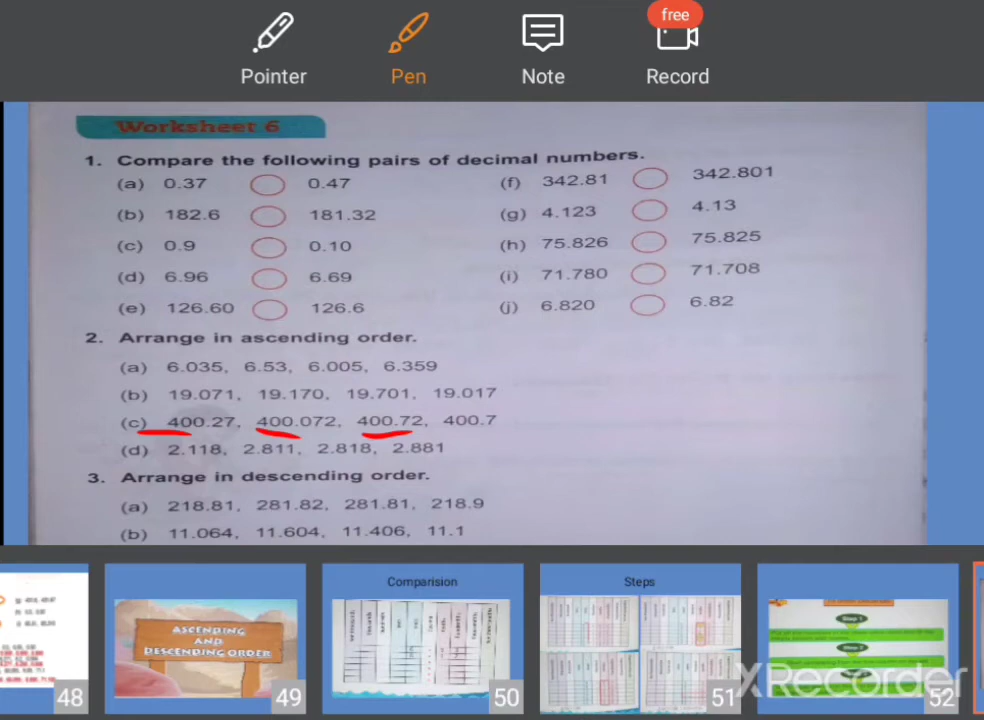 free
Pointer Pen Note Record
Worksheet 6
1. Compare the following pairs of decimal numbers.
(a) 0.37 0.47 (f) 342.81 342.801
(b) 182.6 181.32 (g) 4.123 4.13
(c) 0.9 0.10 (h) 75.826 75.825
(d) 6.96 6.69 (i) 71.780 71.708
(e) 126.60 126.6 (j) 6.820 6.82
2. Arrange in ascending order.
(a) 6.035, 6.53, 6.005, 6.359
(b) 19.071, 19.170, 19.701, 19.017
(c) 400.27, 400.072, 400.72, 400.7
(d) 2.118, 2.811, 2.818, 2.881
3. Arrange in descending order.
(a) 218.81, 281.82, 281.81, 218.9
(b) 11.064, 11.604, 11.406, 11.1
Comparision Steps
ASCENDING
AND
DESCENDING ORDER
Step 1
Step 2
XRecorder
48 49 50 51 52